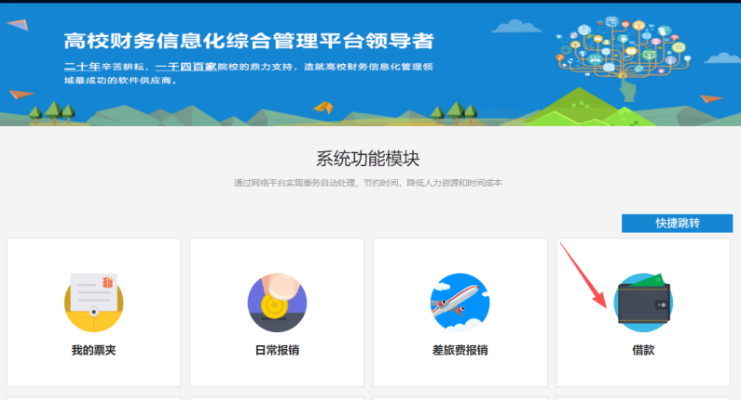 高校财务信息化综合管理平台领导者
二十年辛苦耕耘，一千四百家院校的鼎力支持，造就高校财务信息化管理领
域最成功的软件供应商。
系统功能模块
通过网络平台实现事务自动处理，节约时间，降低人力资源和时间成本
快捷跳转
我的票夹
日常报销
差旅费报销
借款